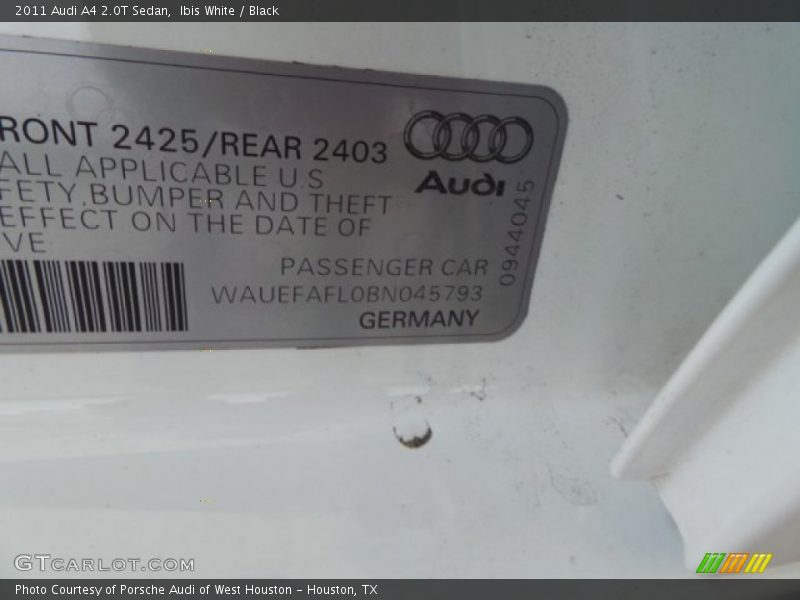 2011 Audi A4 2.0T Sedan, Ibis White / Black
RONT 2425/REAR 2403
ALL APPLICABLE U.S
FETY,BUMPER AND THEFT
EFFECT ON THE DATE OF
VE
Audi
0944045
PASSENGER CAR
WAUEFAFL0BN045793
GERMANY
GTCARLOT.COM
Photo Courtesy of Porsche Audi of West Houston - Houston, TX